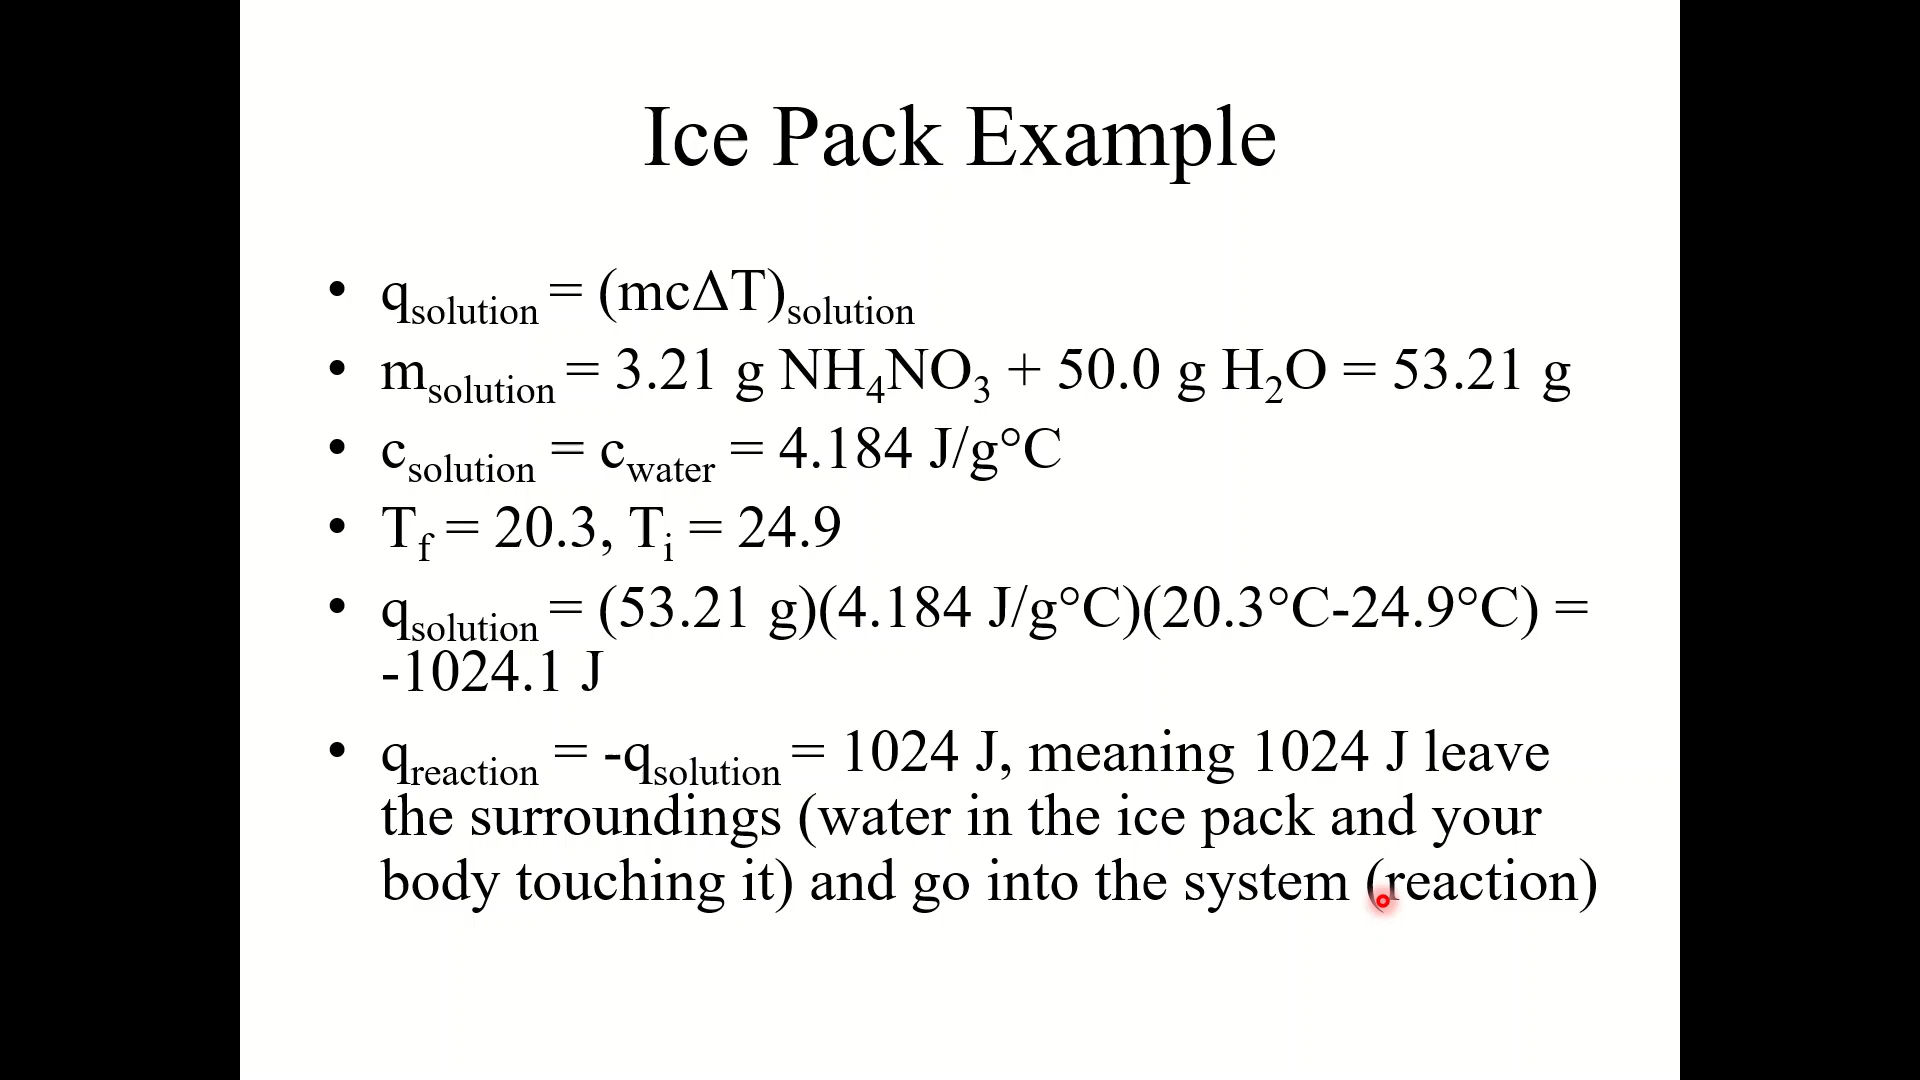 Ice Pack Example
• qsolution = (mcΔT)solution
• msolution = 3.21 g NH4NO3 + 50.0 g H2O = 53.21 g
• csolution = cwater = 4.184 J/g°C
• Tf = 20.3, Ti = 24.9
• qsolution = (53.21 g)(4.184 J/g°C)(20.3°C-24.9°C) =
-1024.1 J
• qreaction = -qsolution = 1024 J, meaning 1024 J leave
the surroundings (water in the ice pack and your
body touching it) and go into the system (reaction)